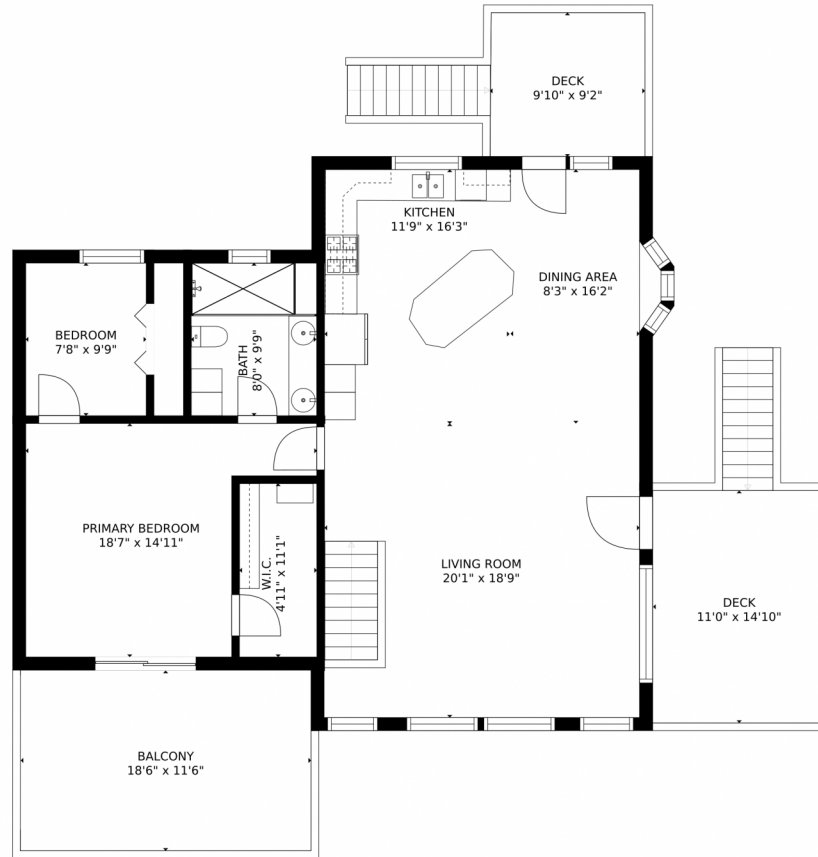 DECK
9'10" x 9'2"
KITCHEN
11'9" x 16'3"
DINING AREA
8'3" x 16'2"
BEDROOM
7'8" x 9'9"
BATH
8'0" x 9'9"
PRIMARY BEDROOM
18'7" x 14'11"
W.I.C.
4'11" x 11'1"
LIVING ROOM
20'1" x 18'9"
DECK
11'0" x 14'10"
BALCONY
18'6" x 11'6"